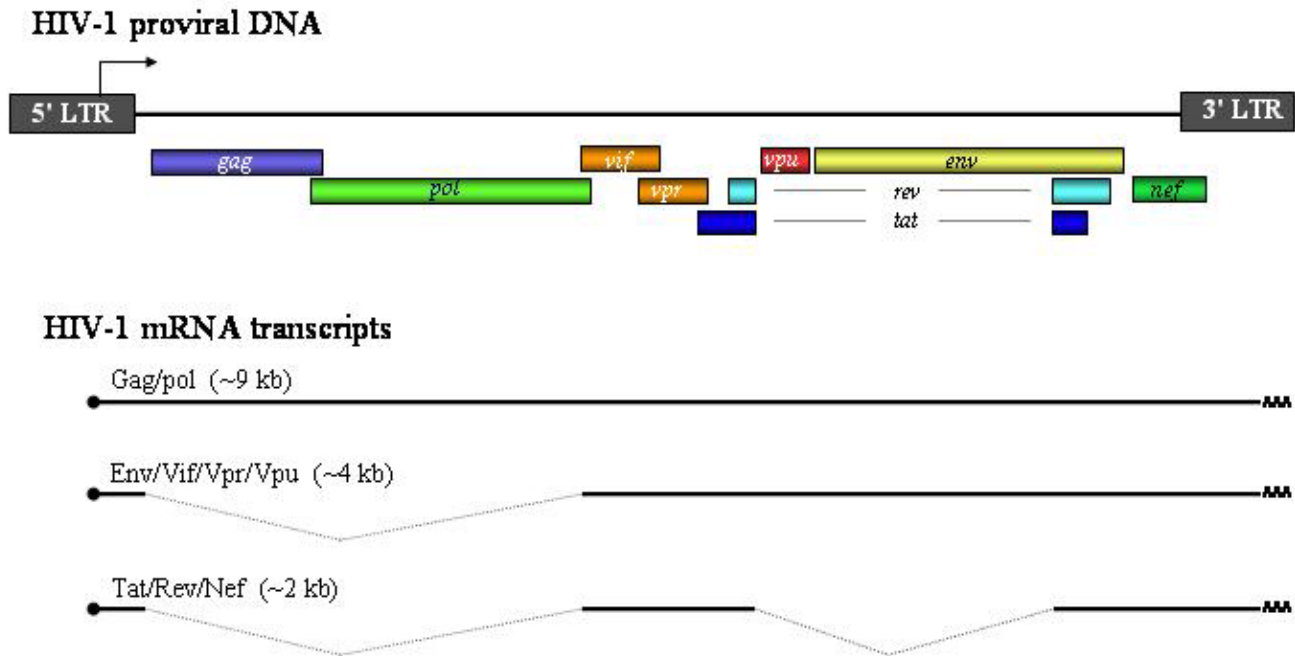 HIV-1 proviral DNA
5' LTR
3' LTR
gag
vif
vpu
env
pol
vpr
rev
nef
tat
HIV-1 mRNA transcripts
Gag/pol (~9 kb)
Env/Vif/Vpr/Vpu (~4 kb)
Tat/Rev/Nef (~2 kb)